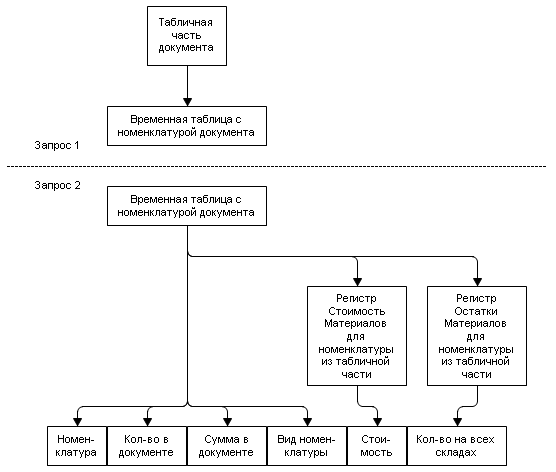 Табличная
часть
документа
Временная таблица с
номенклатурой документа
Запрос 1
Запрос 2
Временная таблица с
номенклатурой документа
Регистр
Стоимость
Материалов
для
номенклатуры
из табличной
части
Регистр
Остатки
Материалов
для
номенклатуры
из табличной
части
Номен-
клатура
Кол-во в
документе
Сумма в
документе
Вид номен-
клатуры
Стои-
мость
Кол-во на всех
складах